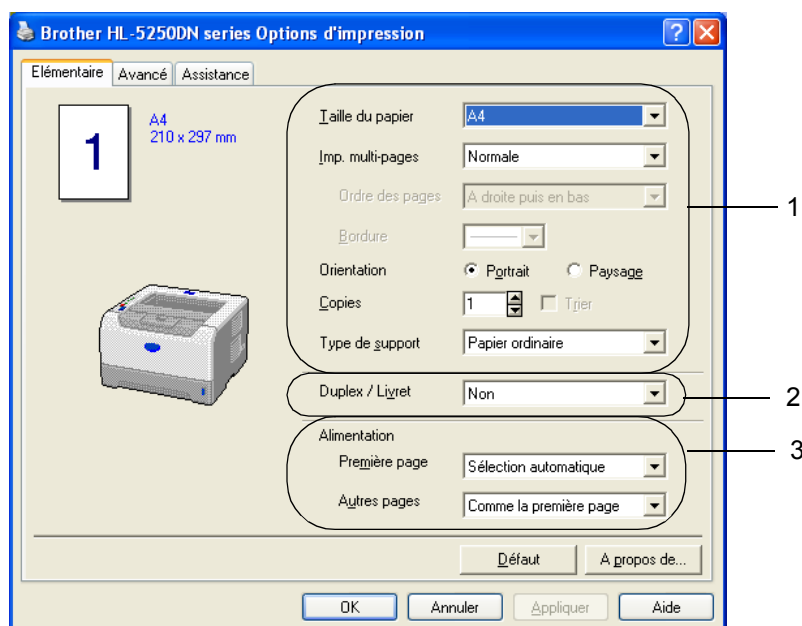 Brother HL-5250DN series Options d'impression
Elémentaire Avancé Assistance
1
A4
210 x 297 mm
Taille du papier A4
Imp. multi-pages Normale
Ordre des pages A droite puis en bas
Bordure
Orientation Portrait Paysage
Copies 1 Trier
Type de support Papier ordinaire
1
Duplex / Livret Non
2
Alimentation
3
Première page Sélection automatique
Autres pages Comme la première page
Défaut A propos de...
OK Annuler Appliquer Aide